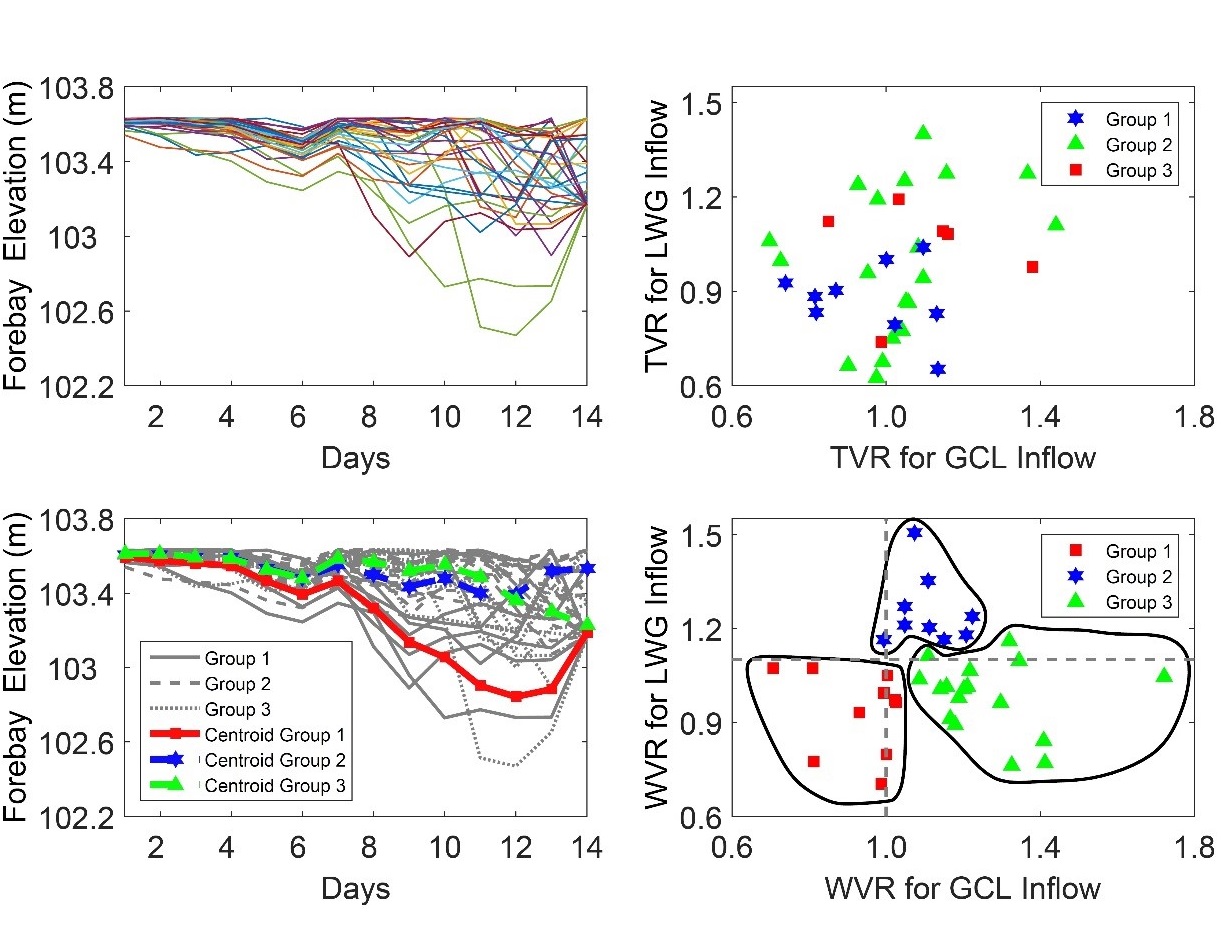 103.8
103.4
103
102.6
102.2
Forebay Elevation (m)
2 4 6 8 10 12 14
Days
1.5
1.2
0.9
0.6
TVR for LWG Inflow
Group 1
Group 2
Group 3
0.6 1.0 1.4 1.8
TVR for GCL Inflow
103.8
103.4
103
102.6
102.2
Forebay Elevation (m)
Group 1
Group 2
Group 3
Centroid Group 1
Centroid Group 2
Centroid Group 3
2 4 6 8 10 12 14
Days
1.5
1.2
0.9
0.6
WVR for LWG Inflow
Group 1
Group 2
Group 3
0.6 1.0 1.4 1.8
WVR for GCL Inflow